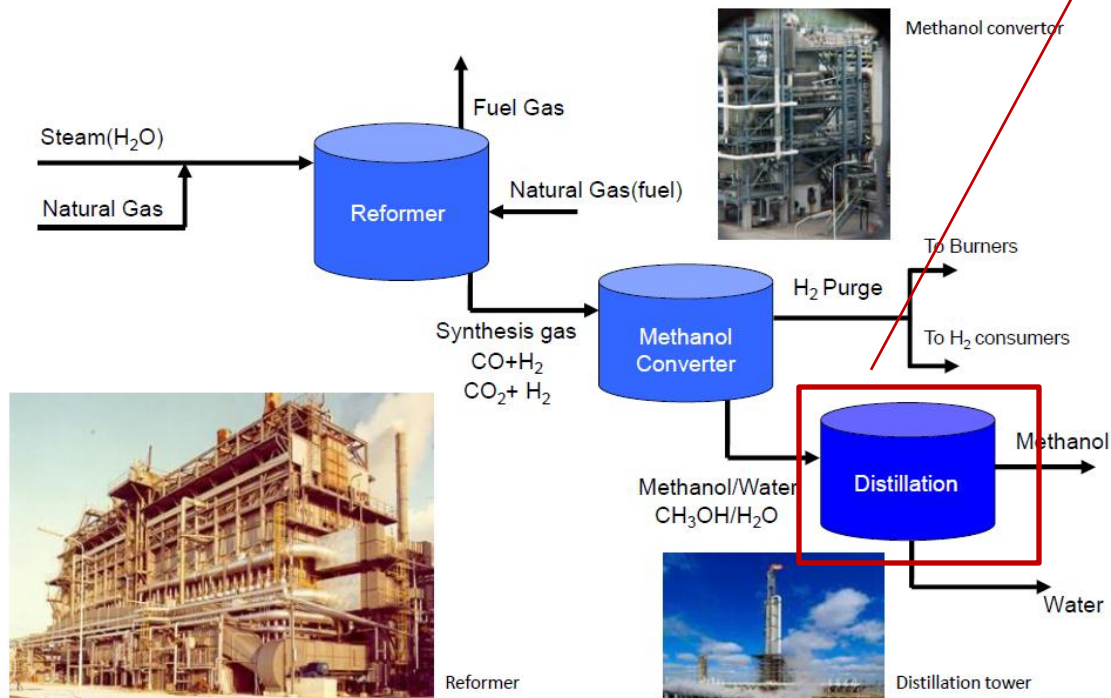 Methanol convertor
Fuel Gas
Steam(H₂O)
Natural Gas
Reformer
Natural Gas(fuel)
To Burners
H₂ Purge
Synthesis gas
CO+H₂
CO₂+ H₂
Methanol
Converter
To H₂ consumers
Methanol
Methanol/Water
CH₃OH/H₂O
Distillation
Water
Reformer
Distillation tower